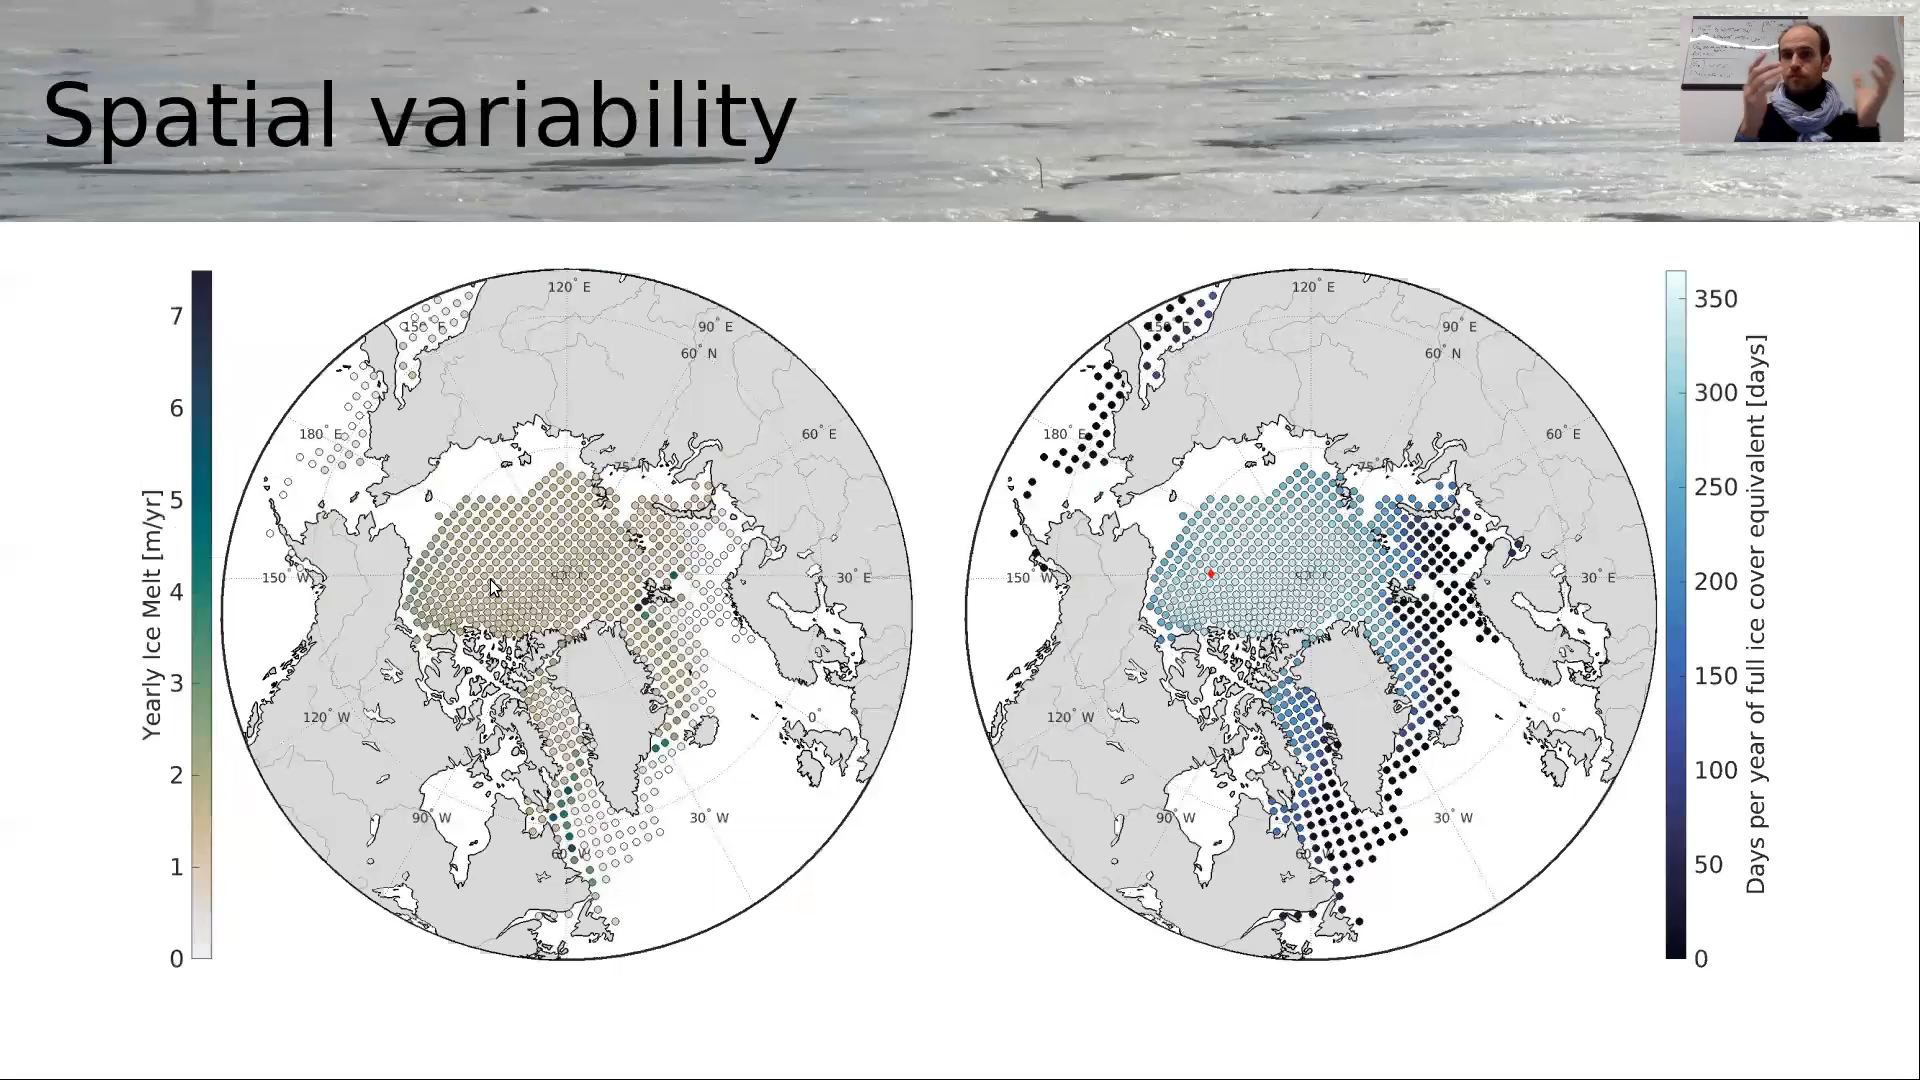 Spatial variability
Yearly Ice Melt [m/yr]
7
6
5
4
3
2
1
0
120° E
90° E
60° N
60° E
30° E
0°
30° W
60° W
90° W
120° W
150° W
180° E
150° E
75° N
120° E
90° E
60° N
60° E
30° E
0°
30° W
60° W
90° W
120° W
150° W
180° E
150° E
75° N
350
300
250
200
150
100
50
0
Days per year of full ice cover equivalent [days]